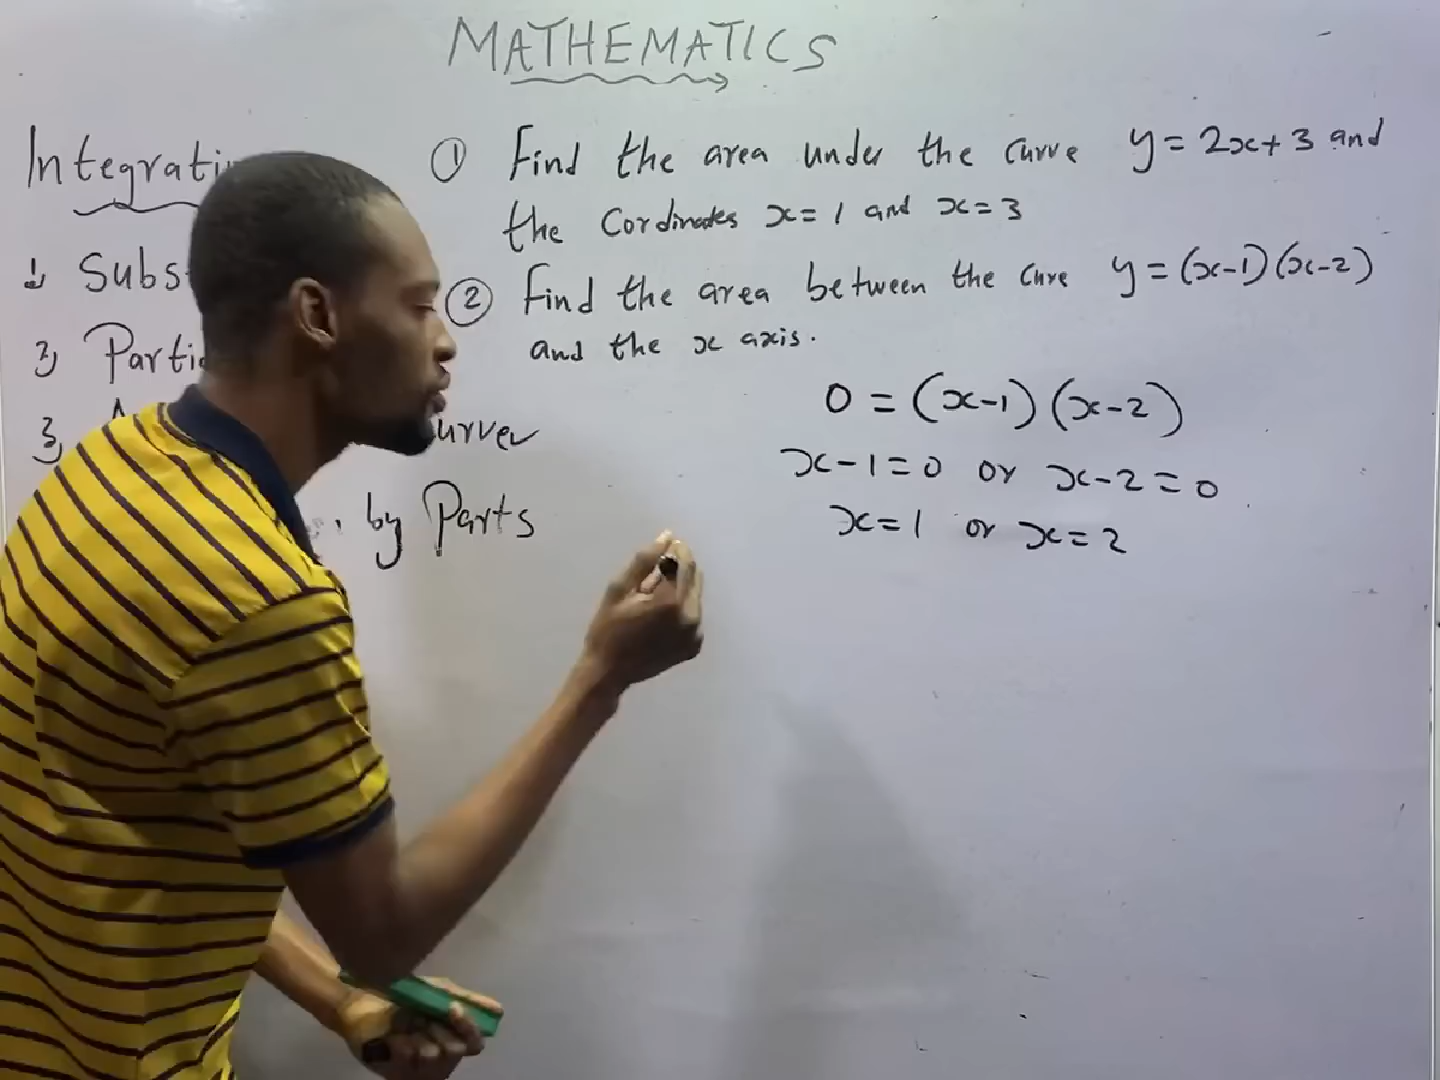 MATHEMATICS
Integrati
1, Subs
2, Parti
3,
urves
by Parts
① Find the area under the curve y = 2x + 3 and
the Cordinates x = 1 and x = 3
② Find the area between the Curve y = (x-1)(x-2)
and the x axis.
0 = (x-1)(x-2)
x-1=0 or x-2=0
x=1 or x=2